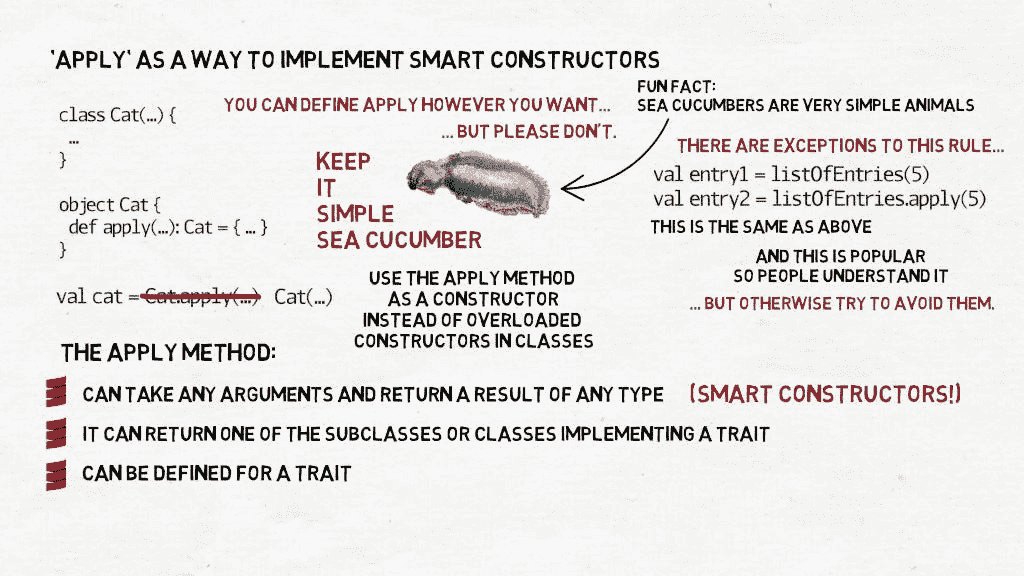 'APPLY' AS A WAY TO IMPLEMENT SMART CONSTRUCTORS
class Cat(…) {
…
}
object Cat {
def apply(…): Cat = { … }
}
val cat = Cat.apply(…) Cat(…)
YOU CAN DEFINE APPLY HOWEVER YOU WANT...
... BUT PLEASE DON'T.
KEEP
IT
SIMPLE
SEA CUCUMBER
FUN FACT:
SEA CUCUMBERS ARE VERY SIMPLE ANIMALS
USE THE APPLY METHOD
AS A CONSTRUCTOR
INSTEAD OF OVERLOADED
CONSTRUCTORS IN CLASSES
THERE ARE EXCEPTIONS TO THIS RULE...
val entry1 = listOfEntries(5)
val entry2 = listOfEntries.apply(5)
THIS IS THE SAME AS ABOVE
AND THIS IS POPULAR
SO PEOPLE UNDERSTAND IT
... BUT OTHERWISE TRY TO AVOID THEM.
THE APPLY METHOD:
CAN TAKE ANY ARGUMENTS AND RETURN A RESULT OF ANY TYPE (SMART CONSTRUCTORS!)
IT CAN RETURN ONE OF THE SUBCLASSES OR CLASSES IMPLEMENTING A TRAIT
CAN BE DEFINED FOR A TRAIT